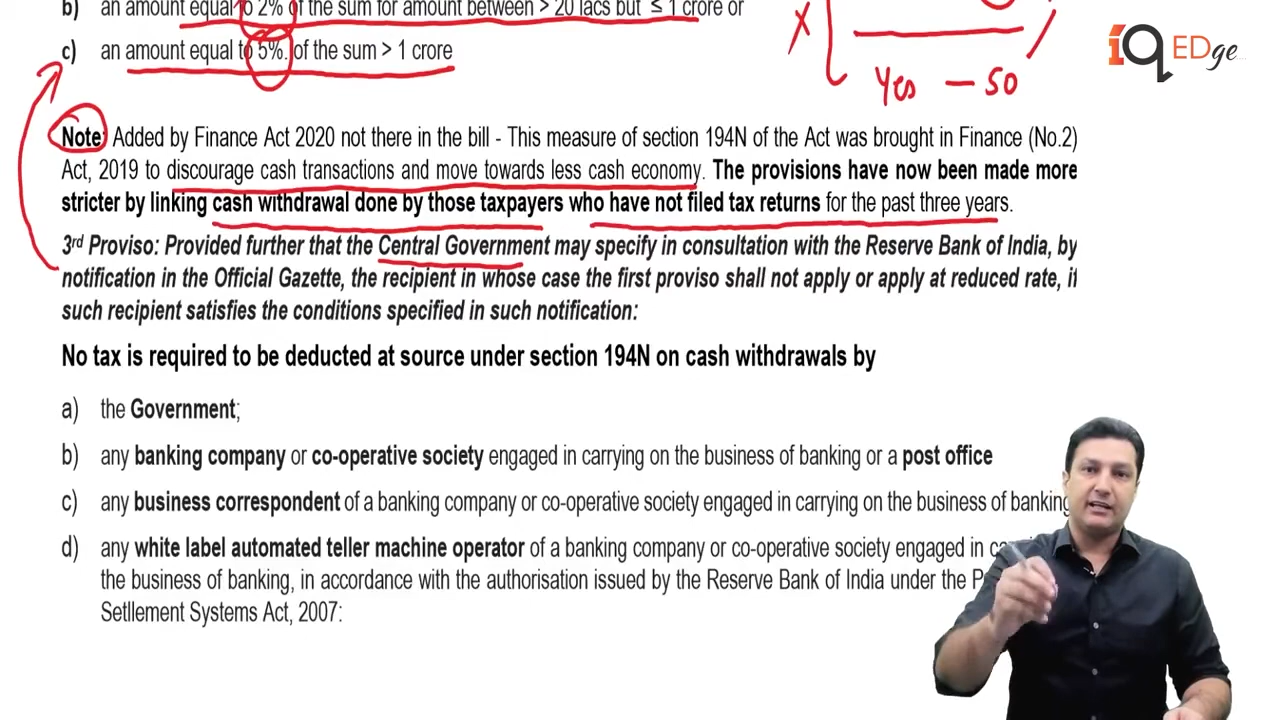 b) an amount equal to 2% of the sum for amount between > 20 lacs but ≤ 1 crore or
c) an amount equal to 5%. of the sum > 1 crore
X
Yes — 50
iQ EDge
Note: Added by Finance Act 2020 not there in the bill - This measure of section 194N of the Act was brought in Finance (No.2)
Act, 2019 to discourage cash transactions and move towards less cash economy. The provisions have now been made more
stricter by linking cash withdrawal done by those taxpayers who have not filed tax returns for the past three years.
3rd Proviso: Provided further that the Central Government may specify in consultation with the Reserve Bank of India, by
notification in the Official Gazette, the recipient in whose case the first proviso shall not apply or apply at reduced rate, if
such recipient satisfies the conditions specified in such notification:
No tax is required to be deducted at source under section 194N on cash withdrawals by
a) the Government;
b) any banking company or co-operative society engaged in carrying on the business of banking or a post office
c) any business correspondent of a banking company or co-operative society engaged in carrying on the business of banking
d) any white label automated teller machine operator of a banking company or co-operative society engaged in
the business of banking, in accordance with the authorisation issued by the Reserve Bank of India under the
Setllement Systems Act, 2007: